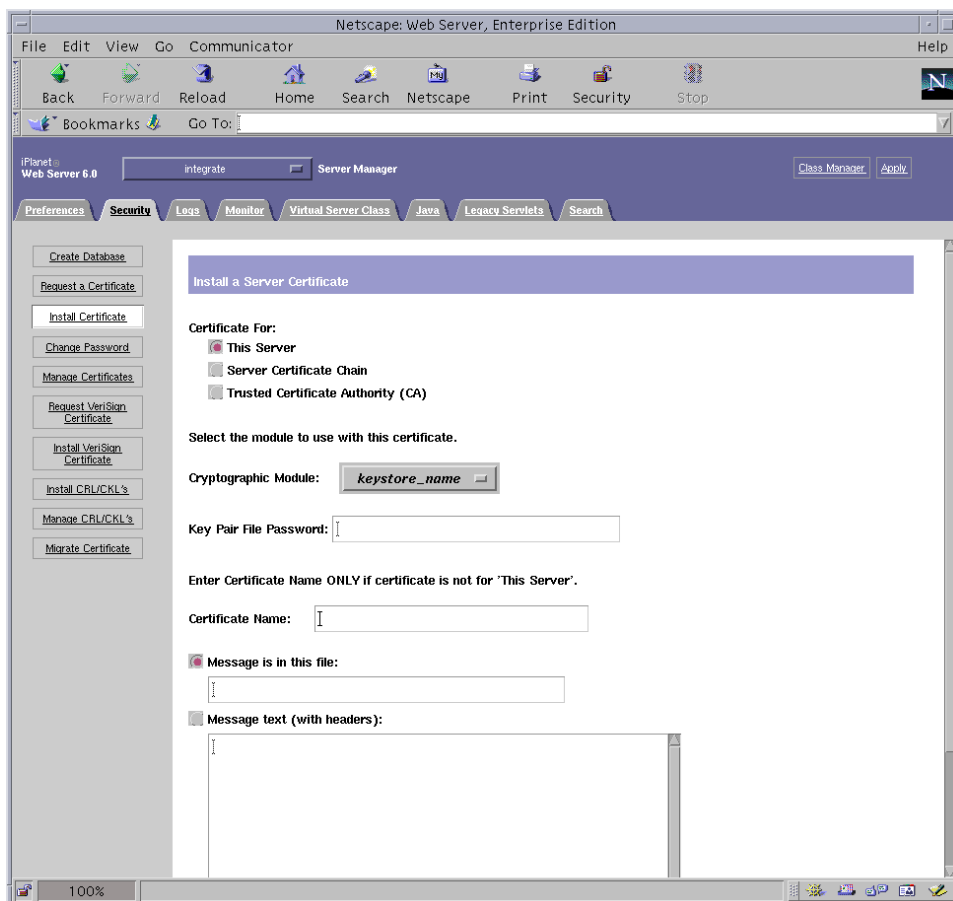 Netscape: Web Server, Enterprise Edition
File Edit View Go Communicator Help
Back Forward Reload Home Search Netscape Print Security Stop
My
N
Bookmarks Go To:
iPlanet
Web Server 6.0
integrate Server Manager Class Manager Apply
Preferences Security Logs Monitor Virtual Server Class Java Legacy Servlets Search
Create Database
Request a Certificate
Install Certificate
Change Password
Manage Certificates
Request VeriSign
Certificate
Install VeriSign
Certificate
Install CRL/CKL's
Manage CRL/CKL's
Migrate Certificate
Install a Server Certificate
Certificate For:
This Server
Server Certificate Chain
Trusted Certificate Authority (CA)
Select the module to use with this certificate.
Cryptographic Module: keystore_name
Key Pair File Password:
Enter Certificate Name ONLY if certificate is not for 'This Server'.
Certificate Name:
Message is in this file:
Message text (with headers):
100%